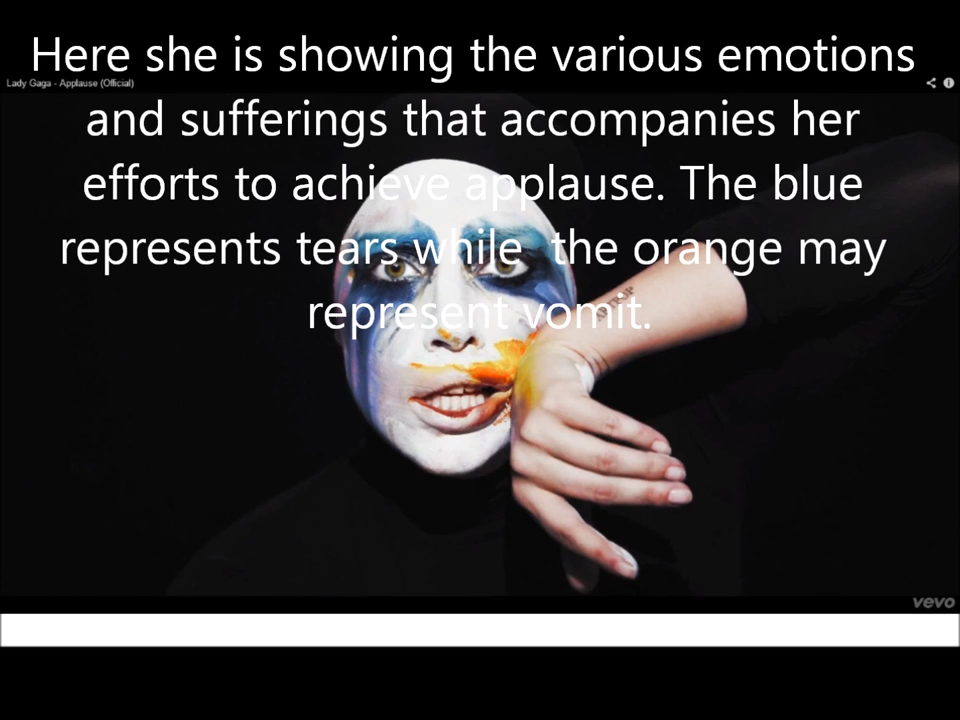 Here she is showing the various emotions
Lady Gaga - Applause (Official)
and sufferings that accompanies her
efforts to achieve applause. The blue
represents tears while the orange may
represent vomit.
vevo